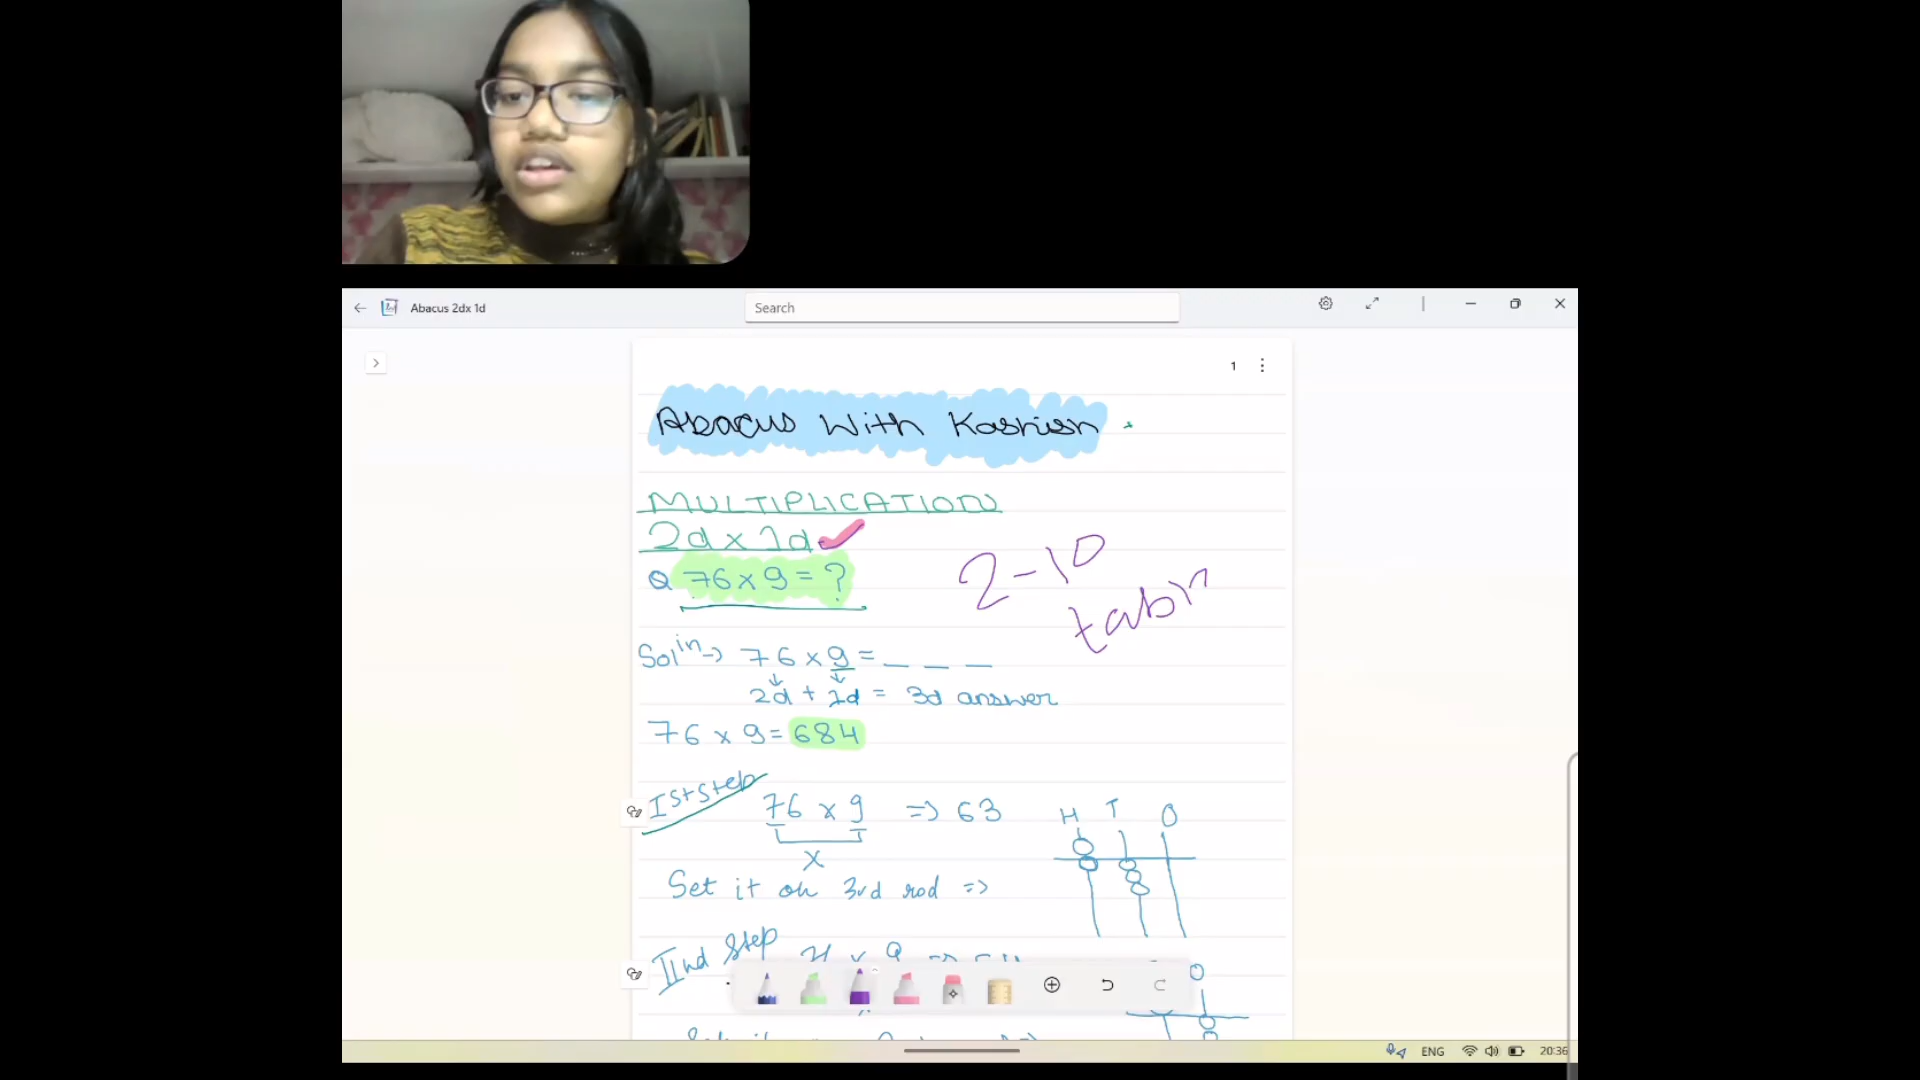 Abacus 2dx 1d
Search
1
Abacus With Kashish
MULTIPLICATION
2d x 1d
Q 76 x 9 = ?
2-10
Solin→ 76 x 9 = _ _ _
2d + 1d = 3d answer
76 x 9 = 684
Ist step 76 x 9 => 63
H T O
X
Set it on 3rd rod =>
IInd Step
O
ENG
20:36